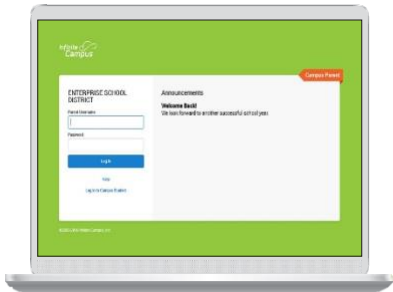 Infinite
Campus
Campus Parent
ENTERPRISE SCHOOL
DISTRICT
Parent Username
Password
Log In
Help
Log in to Campus Student
Announcements
Welcome Back!
We look forward to another successful school year.